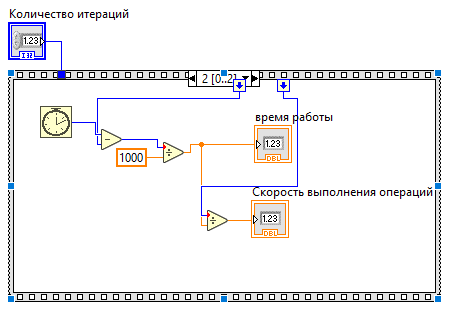 Количество итераций
1.23
I32
2 [0..2]
время работы
1000
1.23
DBL
Скорость выполнения операций
1.23
DBL